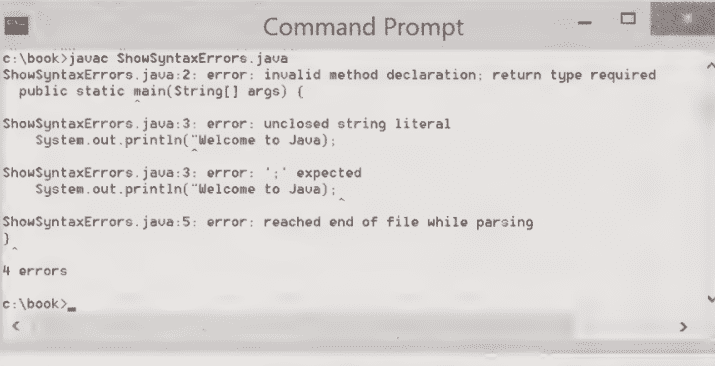 Command Prompt
c:\book>javac ShowSyntaxErrors.java
ShowSyntaxErrors.java:2: error: invalid method declaration; return type required
  public static main(String[] args) {
                ^
ShowSyntaxErrors.java:3: error: unclosed string literal
    System.out.println("Welcome to Java);
                       ^
ShowSyntaxErrors.java:3: error: ';' expected
    System.out.println("Welcome to Java);
                                         ^
ShowSyntaxErrors.java:5: error: reached end of file while parsing
}
 ^
4 errors
c:\book>_